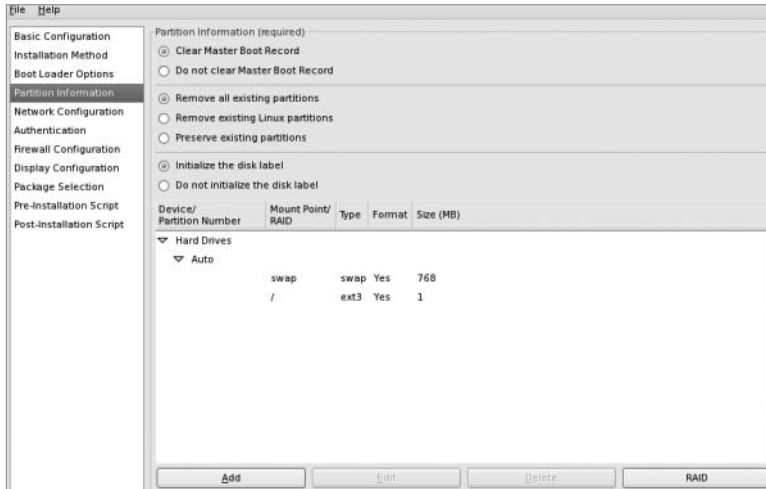 File Help
Basic Configuration
Installation Method
Boot Loader Options
Partition Information
Network Configuration
Authentication
Firewall Configuration
Display Configuration
Package Selection
Pre-Installation Script
Post-Installation Script
Partition Information (required)
Clear Master Boot Record
Do not clear Master Boot Record
Remove all existing partitions
Remove existing Linux partitions
Preserve existing partitions
Initialize the disk label
Do not initialize the disk label
Device/
Partition Number
Mount Point/
RAID
Type Format Size (MB)
Hard Drives
Auto
swap swap Yes 768
/ ext3 Yes 1
Add Edit Delete RAID